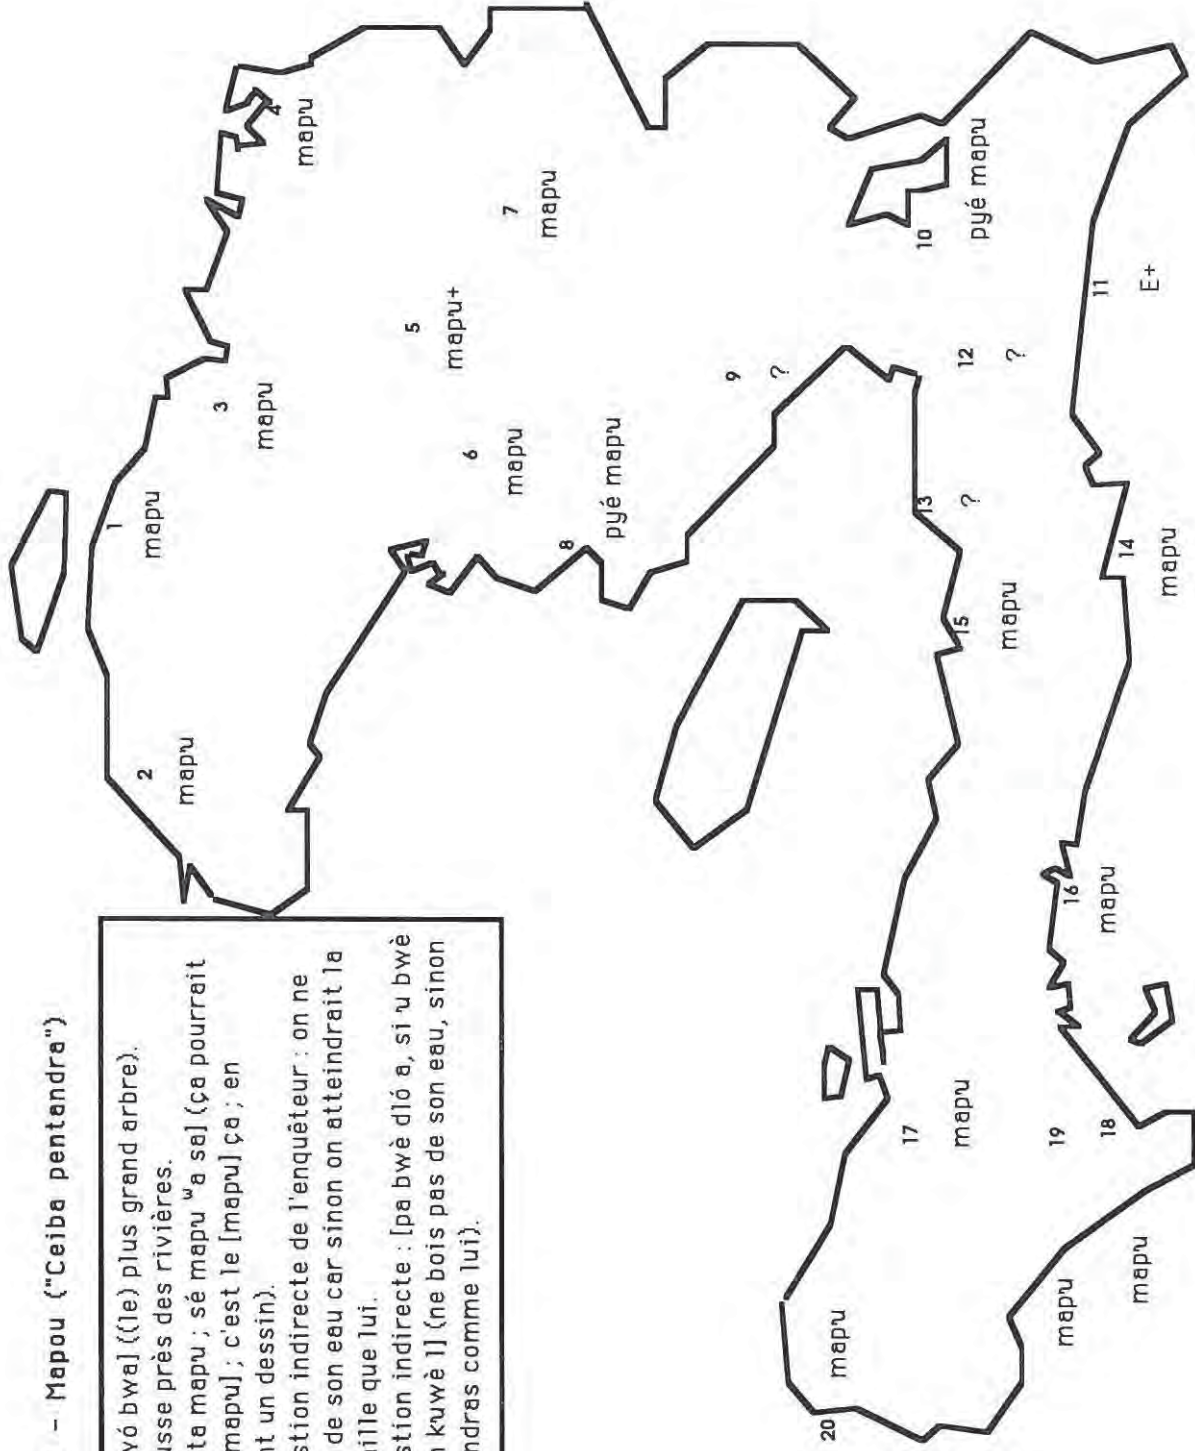 – Mapou ("Ceiba pentandra")
yó bwa] ((le) plus grand arbre).
usse près des rivières.
ta mapu ; sé mapu ʷa sa] (ça pourrait
mapu] ; c'est le [mapu] ça ; en
nt un dessin).
stion indirecte de l'enquêteur : on ne
de son eau car sinon on atteindrait la
ille que lui.
stion indirecte : [pa bwè dló a, si u bwè
n kuwè l] (ne bois pas de son eau, sinon
ndras comme lui).
1
mapu
2
mapu
3
mapu
4
mapu
5
mapu+
6
mapu
7
mapu
8
pyé mapu
9
?
10
pyé mapu
11
E+
12
?
13
?
14
mapu
15
mapu
16
mapu
17
mapu
18
mapu
19
mapu
20
mapu